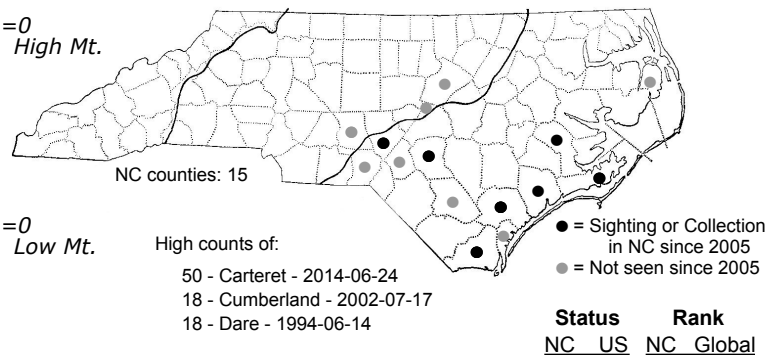 =0
High Mt.
NC counties: 15
=0
Low Mt.
High counts of:
50 - Carteret - 2014-06-24
18 - Cumberland - 2002-07-17
18 - Dare - 1994-06-14
● = Sighting or Collection
in NC since 2005
● = Not seen since 2005
Status Rank
NC US NC Global